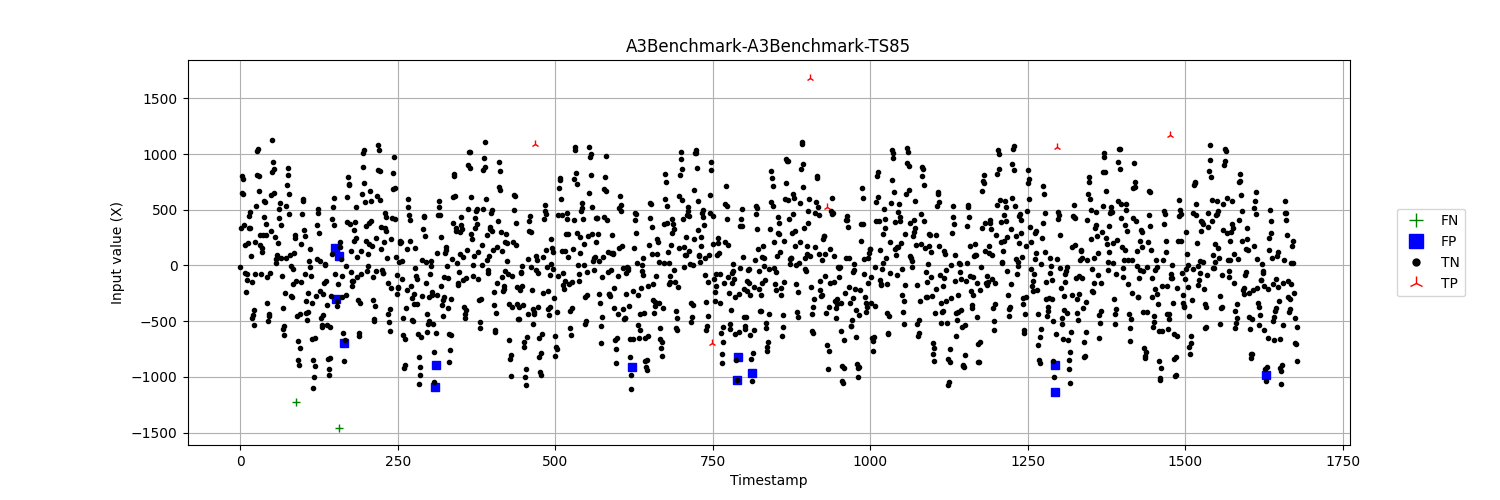 A3Benchmark-A3Benchmark-TS85
Input value (X)
1500
1000
500
0
−500
−1000
−1500
0 250 500 750 1000 1250 1500 1750
Timestamp
FN
FP
TN
TP